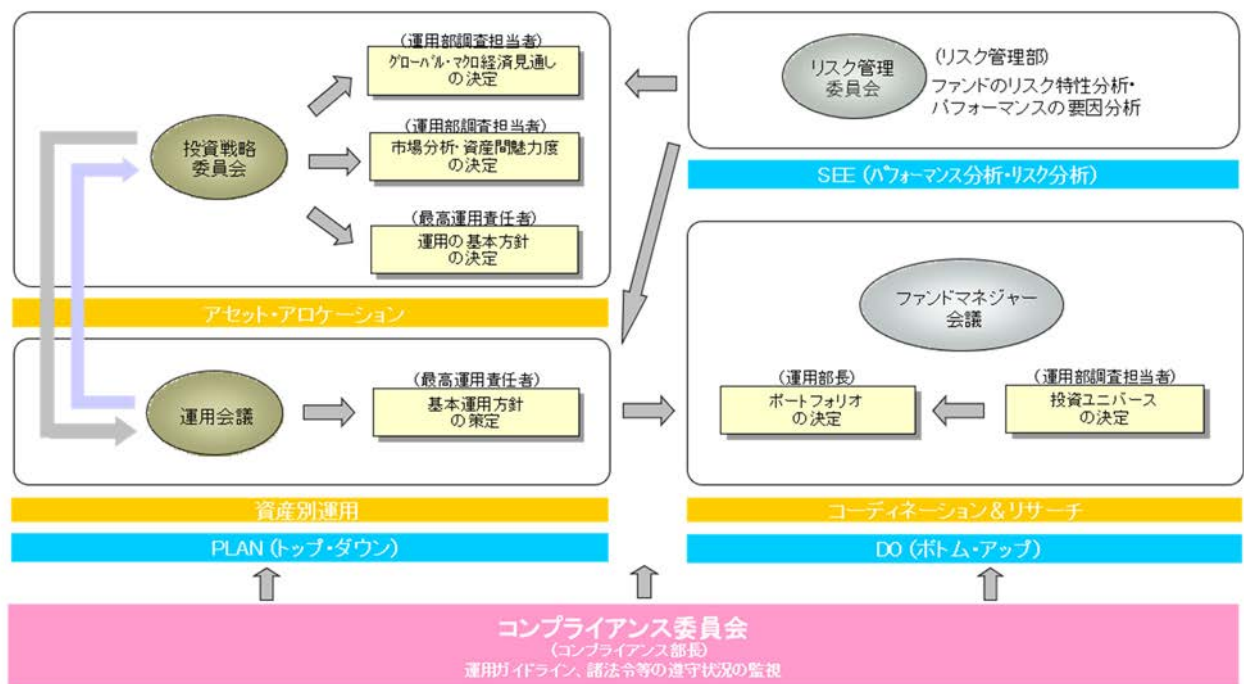 (運用部調査担当者)
グローバル・マクロ経済見通し
の決定
投資戦略
委員会
(運用部調査担当者)
市場分析・資産間魅力度
の決定
(最高運用責任者)
運用の基本方針
の決定
アセット・アロケーション
運用会議
(最高運用責任者)
基本運用方針
の策定
資産別運用
PLAN (トップ・ダウン)
リスク管理
委員会
(リスク管理部)
ファンドのリスク特性分析・
パフォーマンスの要因分析
SEE (パフォーマンス分析・リスク分析)
ファンドマネジャー
会議
(運用部長)
ポートフォリオ
の決定
(運用部調査担当者)
投資ユニバース
の決定
コーディネーション&リサーチ
DO (ボトム・アップ)
コンプライアンス委員会
(コンプライアンス部長)
運用ガイドライン、諸法令等の遵守状況の監視